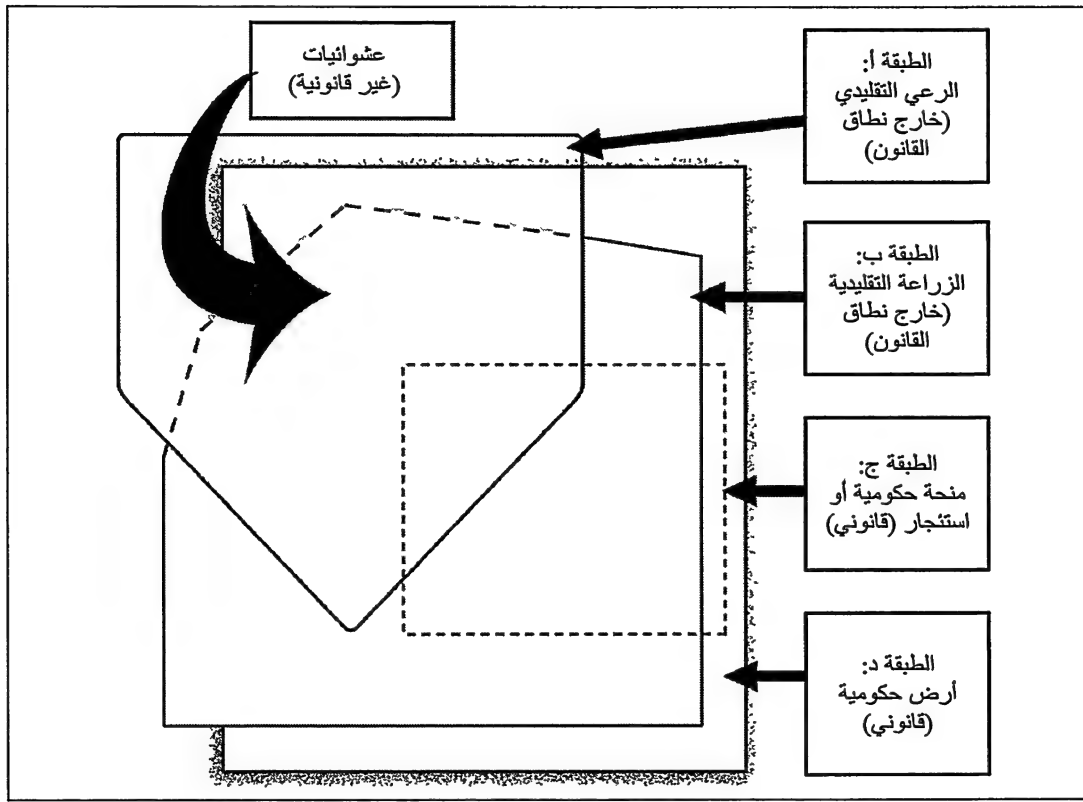 عشوائيات
(غير قانونية)
الطبقة أ:
الرعي التقليدي
(خارج نطاق
القانون)
الطبقة ب:
الزراعة التقليدية
(خارج نطاق
القانون)
الطبقة ج:
منحة حكومية أو
استئجار (قانوني)
الطبقة د:
أرض حكومية
(قانوني)